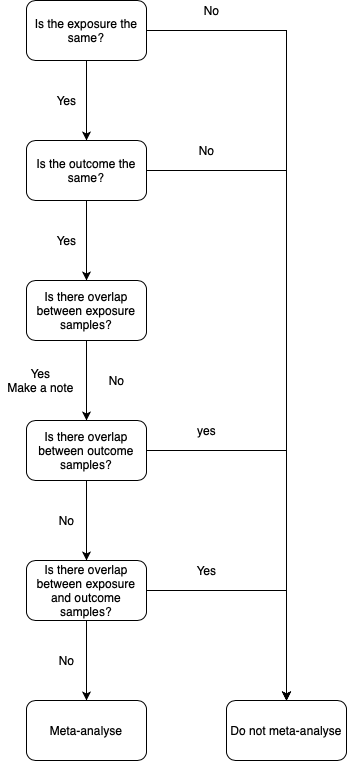 Is the exposure the
same?
No
Yes
Is the outcome the
same?
No
Yes
Is there overlap
between exposure
samples?
Yes
Make a note
No
Is there overlap
between outcome
samples?
yes
No
Is there overlap
between exposure
and outcome
samples?
Yes
No
Meta-analyse
Do not meta-analyse